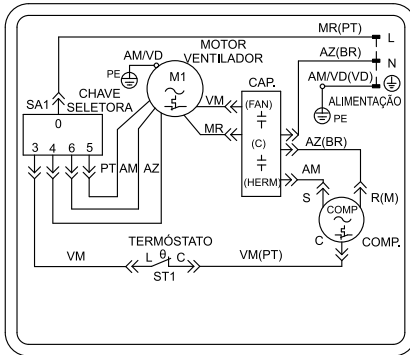 MR(PT)
L
MOTOR
VENTILADOR
AM/VD
AZ(BR)
N
PE
M1
CAP.
AM/VD(VD)
SA1
CHAVE
SELETORA
VM
(FAN)
ALIMENTAÇÃO
PE
0
MR
(C)
AZ(BR)
3 4 6 5
PT AM AZ
(HERM)
AM
S
COMP
R(M)
C
COMP.
TERMÓSTATO
VM
L θ C
VM(PT)
ST1